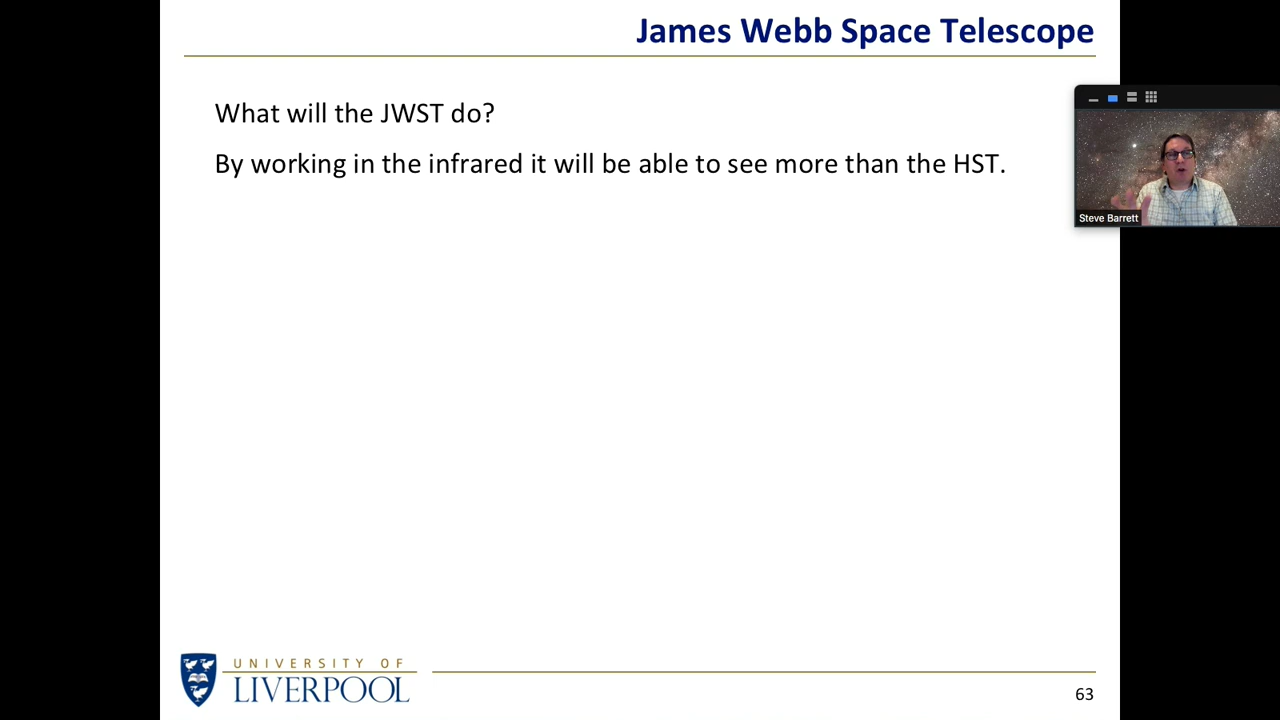 James Webb Space Telescope
What will the JWST do?
By working in the infrared it will be able to see more than the HST.
Steve Barrett
UNIVERSITY OF
LIVERPOOL
63